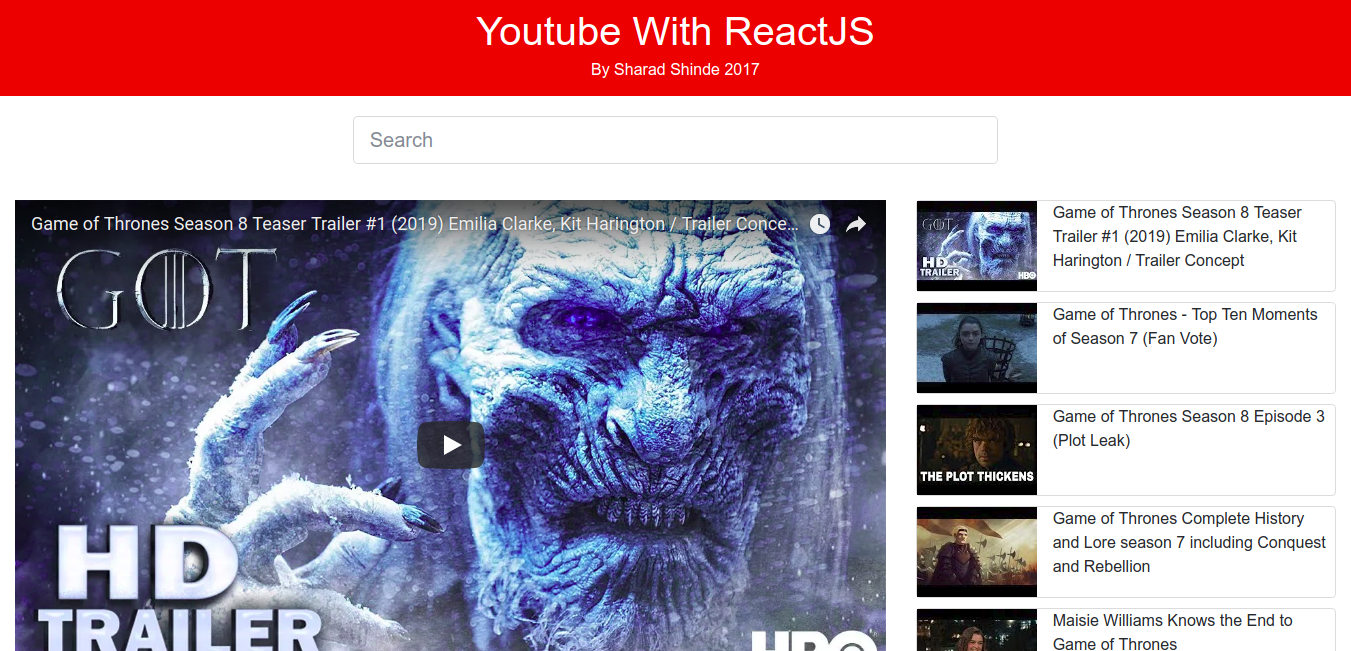 Youtube With ReactJS
By Sharad Shinde 2017
Search
Game of Thrones Season 8 Teaser Trailer #1 (2019) Emilia Clarke, Kit Harington / Trailer Conce...
GOT
HD
TRAILER
HBO
GOT
HD
TRAILER
HBO
Game of Thrones Season 8 Teaser
Trailer #1 (2019) Emilia Clarke, Kit
Harington / Trailer Concept
Game of Thrones - Top Ten Moments
of Season 7 (Fan Vote)
THE PLOT THICKENS
Game of Thrones Season 8 Episode 3
(Plot Leak)
Game of Thrones Complete History
and Lore season 7 including Conquest
and Rebellion
Maisie Williams Knows the End to
Game of Thrones